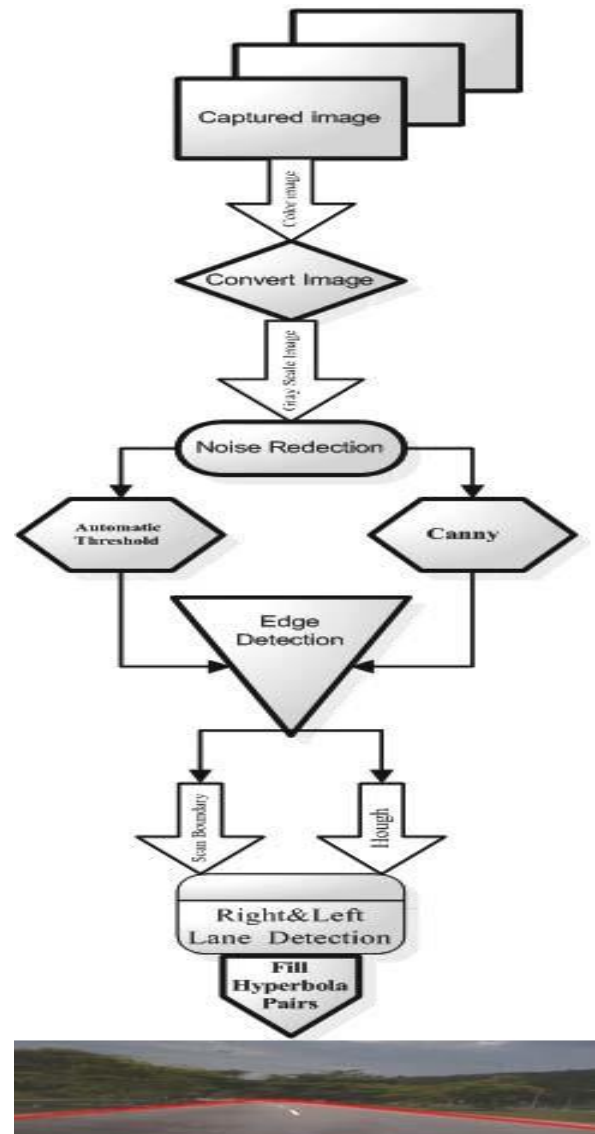 Captured image
Color image
Convert Image
Gray Scale Image
Noise Redection
Automatic
Threshold
Canny
Edge
Detection
Scan Boundary
Hough
Right&Left
Lane Detection
Fill
Hyperbola
Pairs